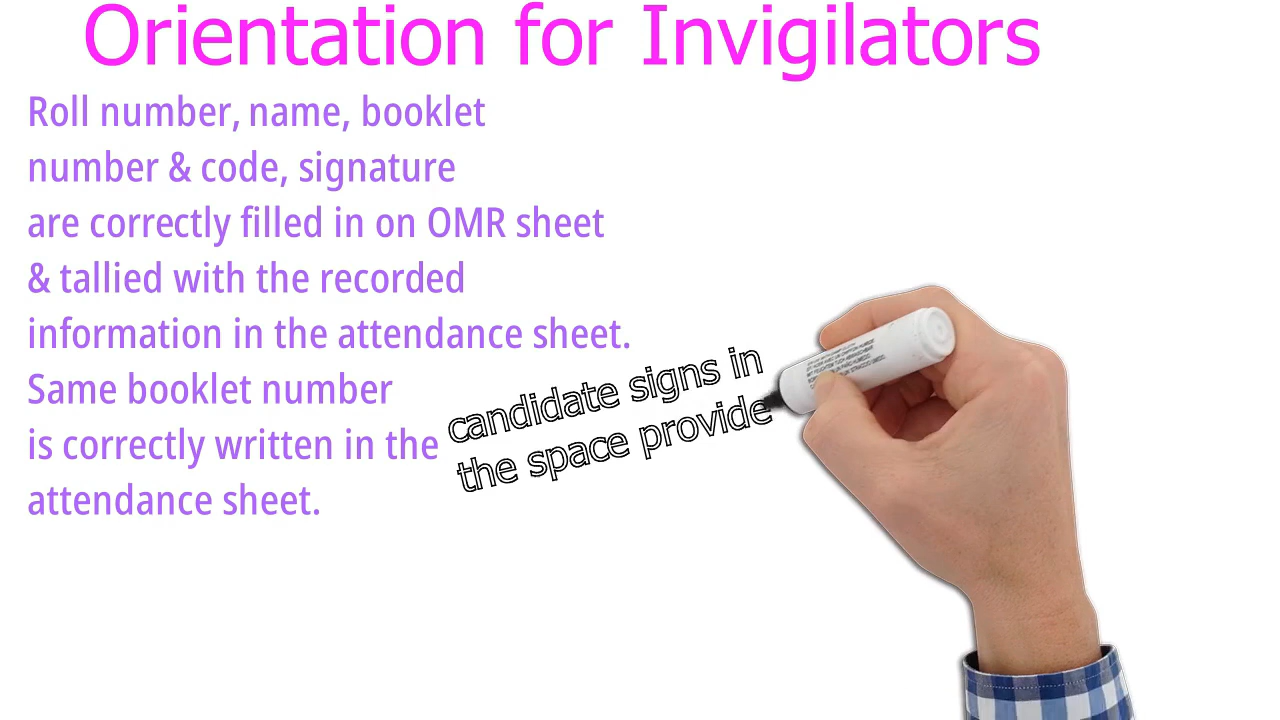 Orientation for Invigilators
Roll number, name, booklet
number & code, signature
are correctly filled in on OMR sheet
& tallied with the recorded
information in the attendance sheet.
Same booklet number
is correctly written in the
attendance sheet.
candidate signs in
the space provide